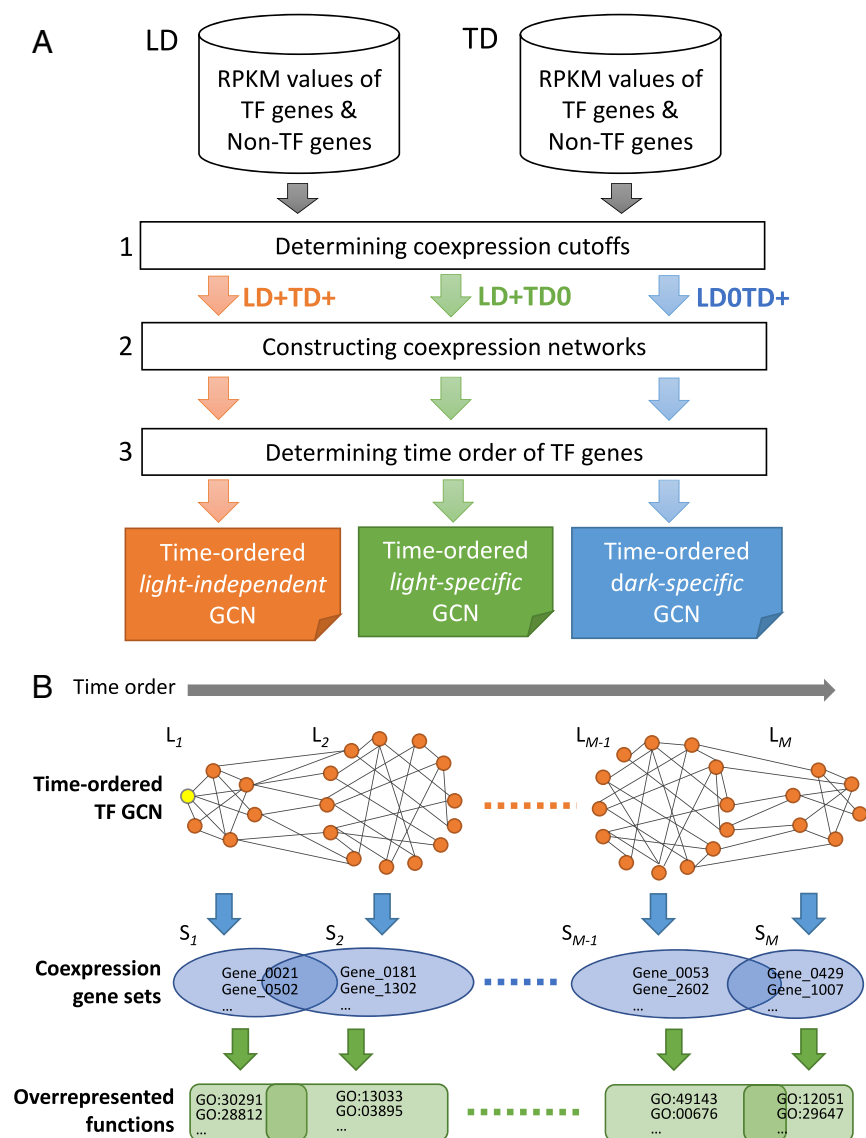 A
LD
TD
RPKM values of
TF genes &
Non-TF genes
RPKM values of
TF genes &
Non-TF genes
1
Determining coexpression cutoffs
LD+TD+
LD+TD0
LD0TD+
2
Constructing coexpression networks
3
Determining time order of TF genes
Time-ordered
light-independent
GCN
Time-ordered
light-specific
GCN
Time-ordered
dark-specific
GCN
B
Time order
L1
L2
LM-1
LM
Time-ordered
TF GCN
S1
S2
SM-1
SM
Coexpression
gene sets
Gene_0021
Gene_0502
...
Gene_0181
Gene_1302
...
Gene_0053
Gene_2602
...
Gene_0429
Gene_1007
...
Overrepresented
functions
GO:30291
GO:28812
...
GO:13033
GO:03895
...
GO:49143
GO:00676
...
GO:12051
GO:29647
...